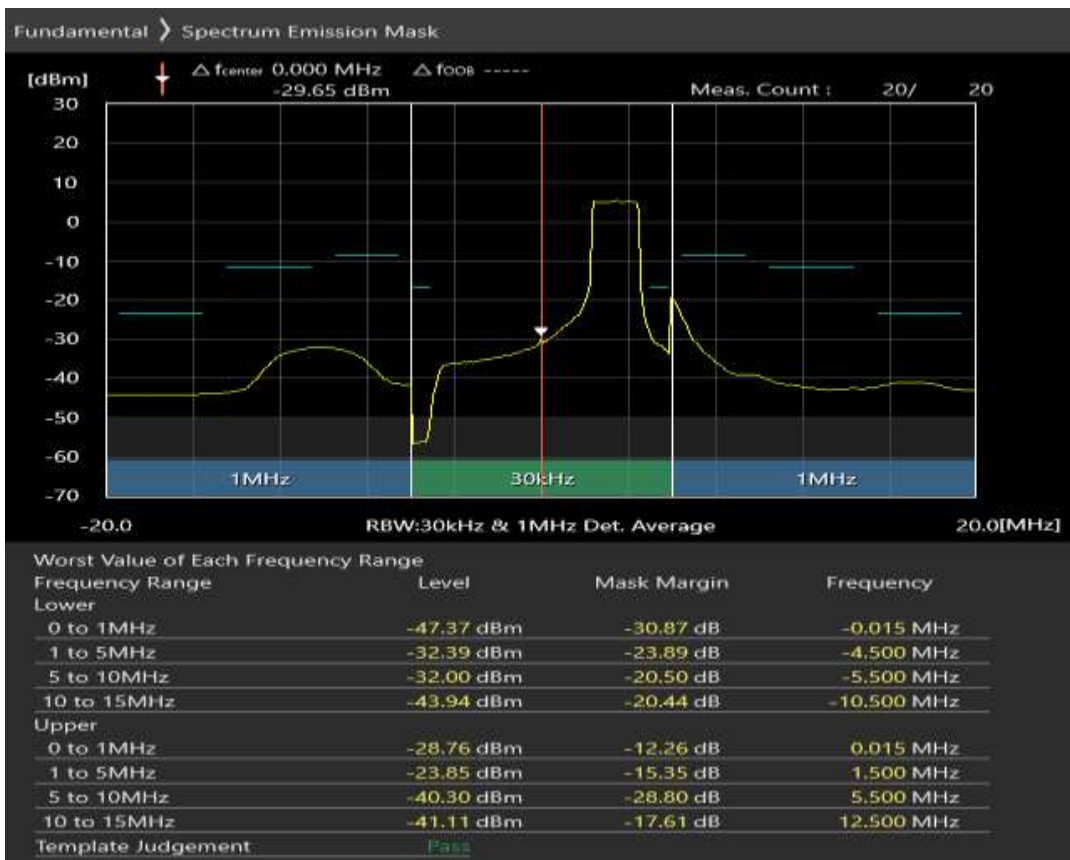 Fundamental ❯ Spectrum Emission Mask
[dBm] △ fcenter 0.000 MHz △ fOOB -----
-29.65 dBm Meas. Count : 20/ 20
30
20
10
0
-10
-20
-30
-40
-50
-60
1MHz 30kHz 1MHz
-70
-20.0 RBW:30kHz & 1MHz Det. Average 20.0[MHz]
Worst Value of Each Frequency Range
Frequency Range Level Mask Margin Frequency
Lower
0 to 1MHz -47.37 dBm -30.87 dB -0.015 MHz
1 to 5MHz -32.39 dBm -23.89 dB -4.500 MHz
5 to 10MHz -32.00 dBm -20.50 dB -5.500 MHz
10 to 15MHz -43.94 dBm -20.44 dB -10.500 MHz
Upper
0 to 1MHz -28.76 dBm -12.26 dB 0.015 MHz
1 to 5MHz -23.85 dBm -15.35 dB 1.500 MHz
5 to 10MHz -40.30 dBm -28.80 dB 5.500 MHz
10 to 15MHz -41.11 dBm -17.61 dB 12.500 MHz
Template Judgement Pass